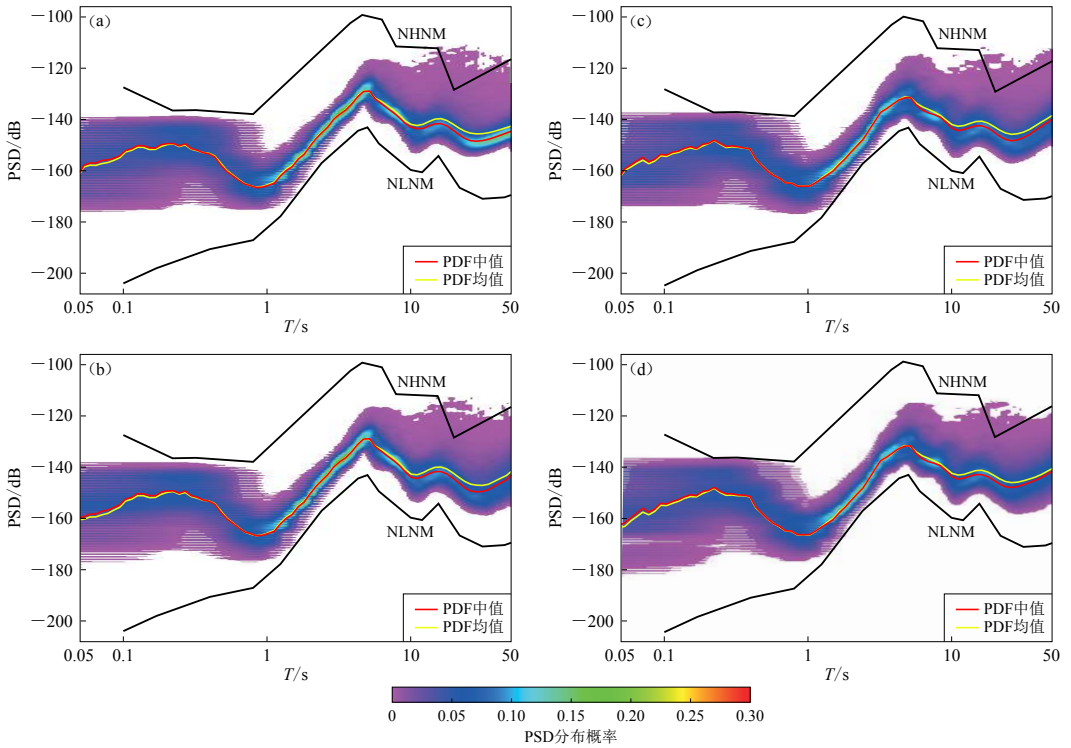 (a)
NHNM
NLNM
PSD/dB
−100
−120
−140
−160
−180
−200
PDF中值
PDF均值
0.05 0.1 1 10 50
T/s
(c)
NHNM
NLNM
PSD/dB
−100
−120
−140
−160
−180
−200
PDF中值
PDF均值
0.05 0.1 1 10 50
T/s
(b)
NHNM
NLNM
PSD/dB
−100
−120
−140
−160
−180
−200
PDF中值
PDF均值
0.05 0.1 1 10 50
T/s
(d)
NHNM
NLNM
PSD/dB
−100
−120
−140
−160
−180
−200
PDF中值
PDF均值
0.05 0.1 1 10 50
T/s
0 0.05 0.10 0.15 0.20 0.25 0.30
PSD分布概率